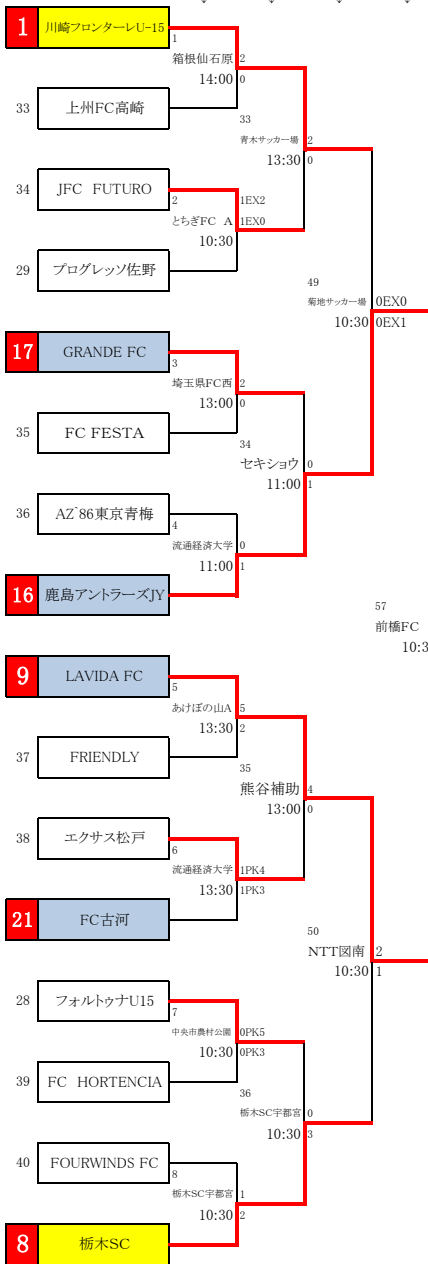 1 川崎フロンターレU-15
1
箱根仙石原 2
14:00 0
33 上州FC高崎
33
青木サッカー場 2
13:30 0
34 JFC FUTURO
2 1EX2
とちぎFC A 1EX0
10:30
29 プログレッソ佐野
49
菊地サッカー場 0EX0
10:30 0EX1
17 GRANDE FC
3
埼玉県FC西 2
13:00 0
35 FC FESTA
34
セキショウ 0
11:00 1
36 AZ`86東京青梅
4
流通経済大学 0
11:00 1
16 鹿島アントラーズJY
57
前橋FC
10:3
9 LAVIDA FC
5
あけぼの山A 5
13:30 2
37 FRIENDLY
35
熊谷補助 4
13:00 0
38 エクサス松戸
6
流通経済大学 1PK4
13:30 1PK3
21 FC古河
50
NTT図南 2
10:30 1
28 フォルトゥナU15
7
中央市農村公園 0PK5
10:30 0PK3
39 FC HORTENCIA
36
栃木SC宇都宮 0
10:30 3
40 FOURWINDS FC
8
栃木SC宇都宮 1
10:30 2
8 栃木SC